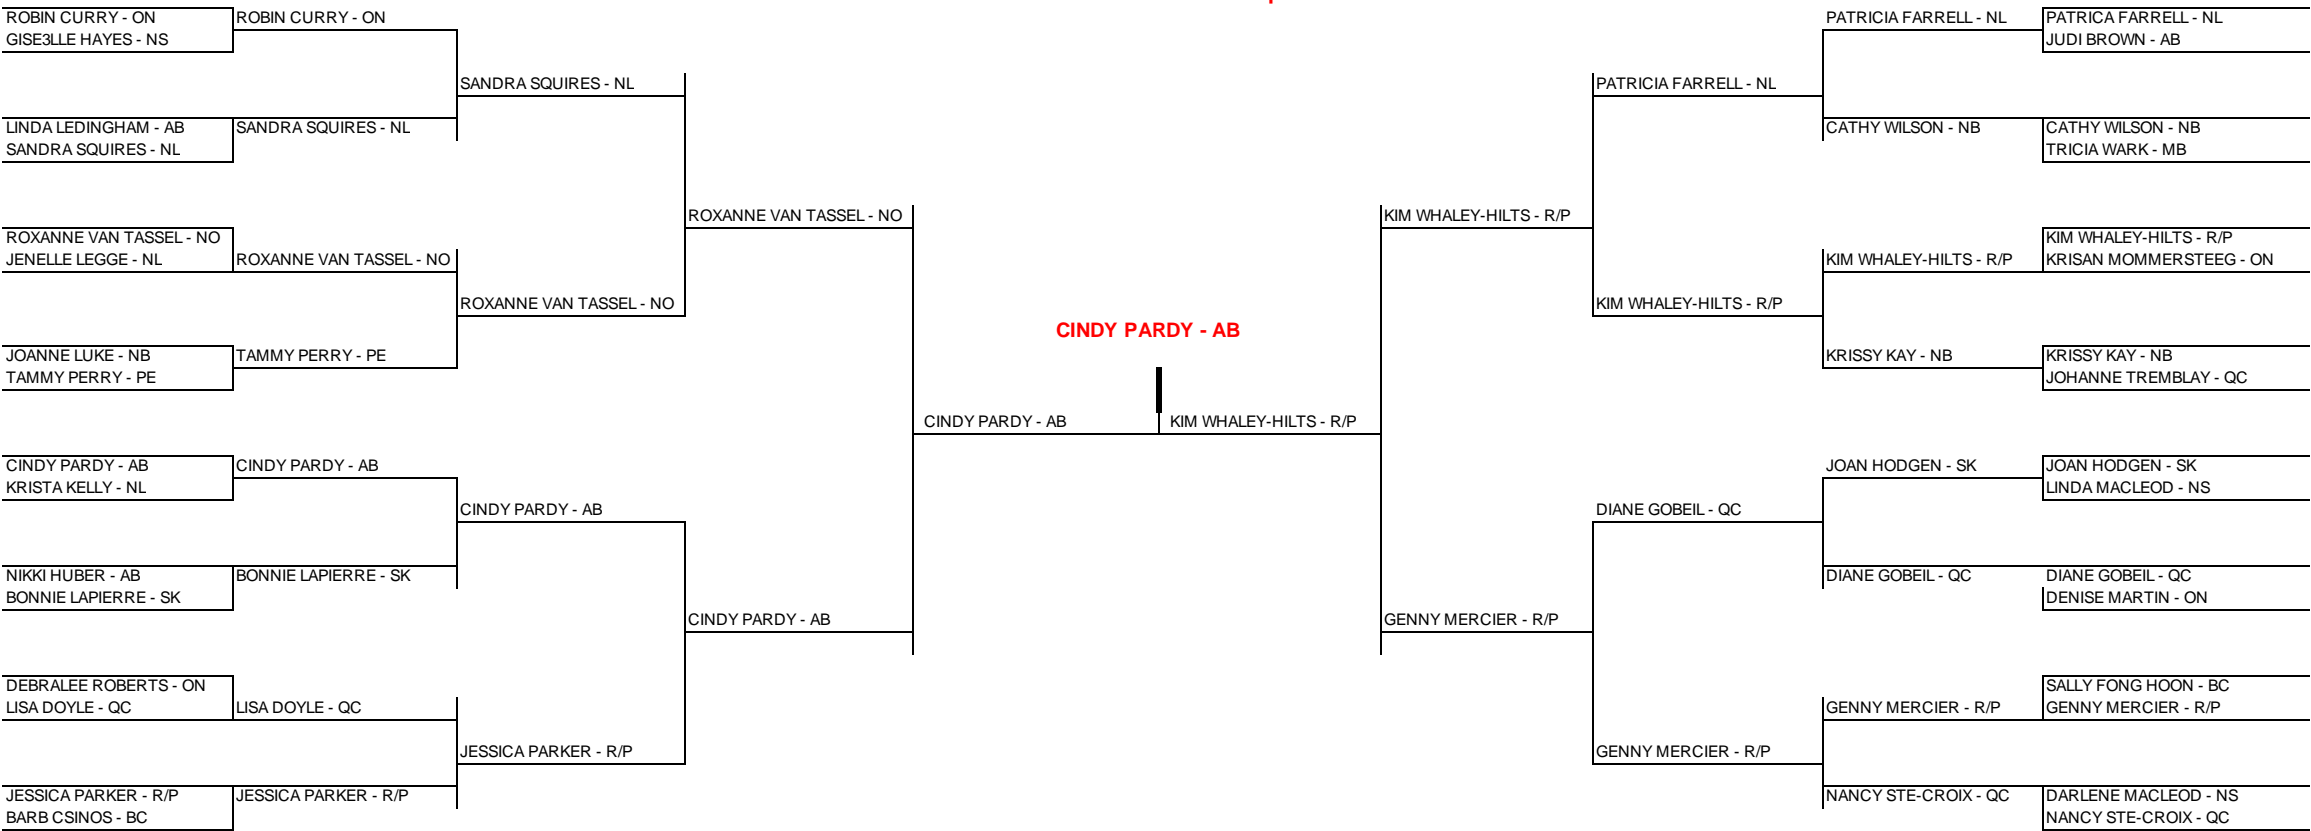 ROBIN CURRY - ON
GISE3LLE HAYES - NS
LINDA LEDINGHAM - AB
SANDRA SQUIRES - NL
ROXANNE VAN TASSEL - NO
JENELLE LEGGE - NL
JOANNE LUKE - NB
TAMMY PERRY - PE
CINDY PARDY - AB
KRISTA KELLY - NL
NIKKI HUBER - AB
BONNIE LAPIERRE - SK
DEBRALEE ROBERTS - ON
LISA DOYLE - QC
JESSICA PARKER - R/P
BARB CSINOS - BC
ROBIN CURRY - ON
SANDRA SQUIRES - NL
ROXANNE VAN TASSEL - NO
TAMMY PERRY - PE
CINDY PARDY - AB
BONNIE LAPIERRE - SK
LISA DOYLE - QC
JESSICA PARKER - R/P
SANDRA SQUIRES - NL
ROXANNE VAN TASSEL - NO
CINDY PARDY - AB
JESSICA PARKER - R/P
ROXANNE VAN TASSEL - NO
CINDY PARDY - AB
CINDY PARDY - AB
CINDY PARDY - AB
KIM WHALEY-HILTS - R/P
KIM WHALEY-HILTS - R/P
GENNY MERCIER - R/P
PATRICIA FARRELL - NL
KIM WHALEY-HILTS - R/P
DIANE GOBEIL - QC
GENNY MERCIER - R/P
PATRICIA FARRELL - NL
CATHY WILSON - NB
KIM WHALEY-HILTS - R/P
KRISSY KAY - NB
JOAN HODGEN - SK
DIANE GOBEIL - QC
GENNY MERCIER - R/P
NANCY STE-CROIX - QC
PATRICA FARRELL - NL
JUDI BROWN - AB
CATHY WILSON - NB
TRICIA WARK - MB
KIM WHALEY-HILTS - R/P
KRISAN MOMMERSTEEG - ON
KRISSY KAY - NB
JOHANNE TREMBLAY - QC
JOAN HODGEN - SK
LINDA MACLEOD - NS
DIANE GOBEIL - QC
DENISE MARTIN - ON
SALLY FONG HOON - BC
GENNY MERCIER - R/P
DARLENE MACLEOD - NS
NANCY STE-CROIX - QC